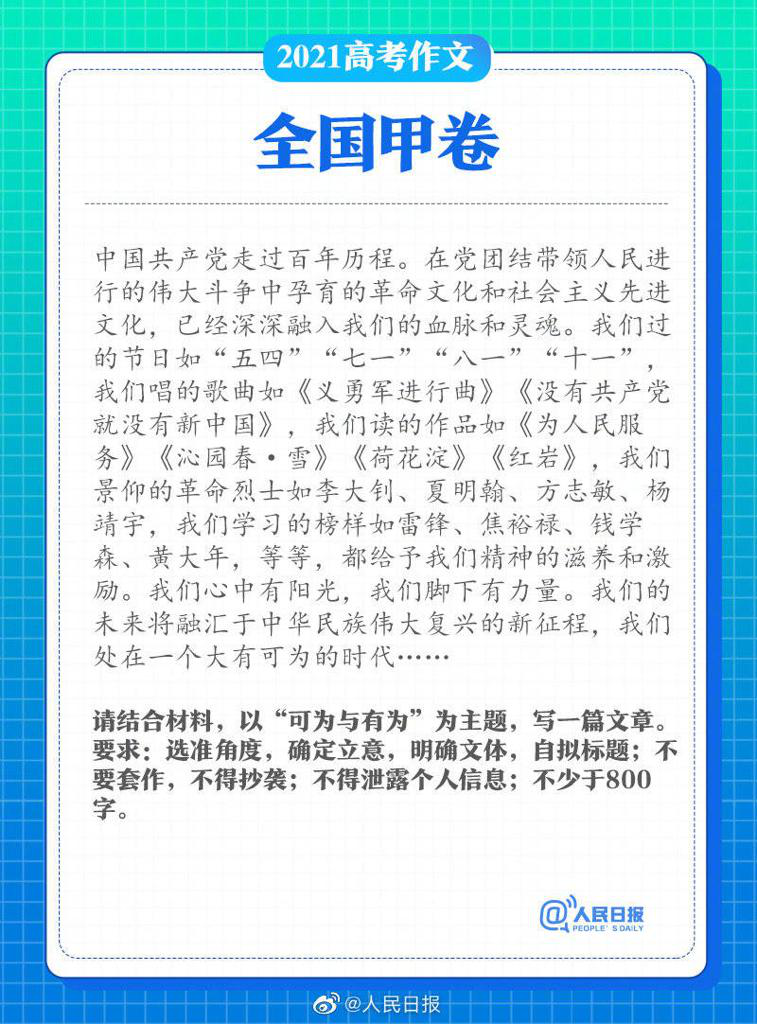 2021高考作文
全国甲卷
中国共产党走过百年历程。在党团结带领人民进
行的伟大斗争中孕育的革命文化和社会主义先进
文化，已经深深融入我们的血脉和灵魂。我们过
的节日如“五四”“七一”“八一”“十一”，
我们唱的歌曲如《义勇军进行曲》《没有共产党
就没有新中国》，我们读的作品如《为人民服
务》《沁园春·雪》《荷花淀》《红岩》，我们
景仰的革命烈士如李大钊、夏明翰、方志敏、杨
靖宇，我们学习的榜样如雷锋、焦裕禄、钱学
森、黄大年，等等，都给予我们精神的滋养和激
励。我们心中有阳光，我们脚下有力量。我们的
未来将融汇于中华民族伟大复兴的新征程，我们
处在一个大有可为的时代……
请结合材料，以“可为与有为”为主题，写一篇文章。
要求：选准角度，确定立意，明确文体，自拟标题；不
要套作，不得抄袭；不得泄露个人信息；不少于800
字。
@人民日报
PEOPLE'S DAILY
@人民日报